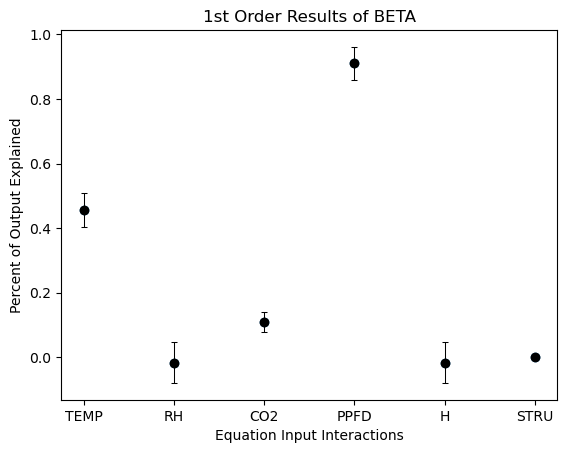 1st Order Results of BETA
Percent of Output Explained
1.0
0.8
0.6
0.4
0.2
0.0
TEMP RH CO2 PPFD H STRU
Equation Input Interactions